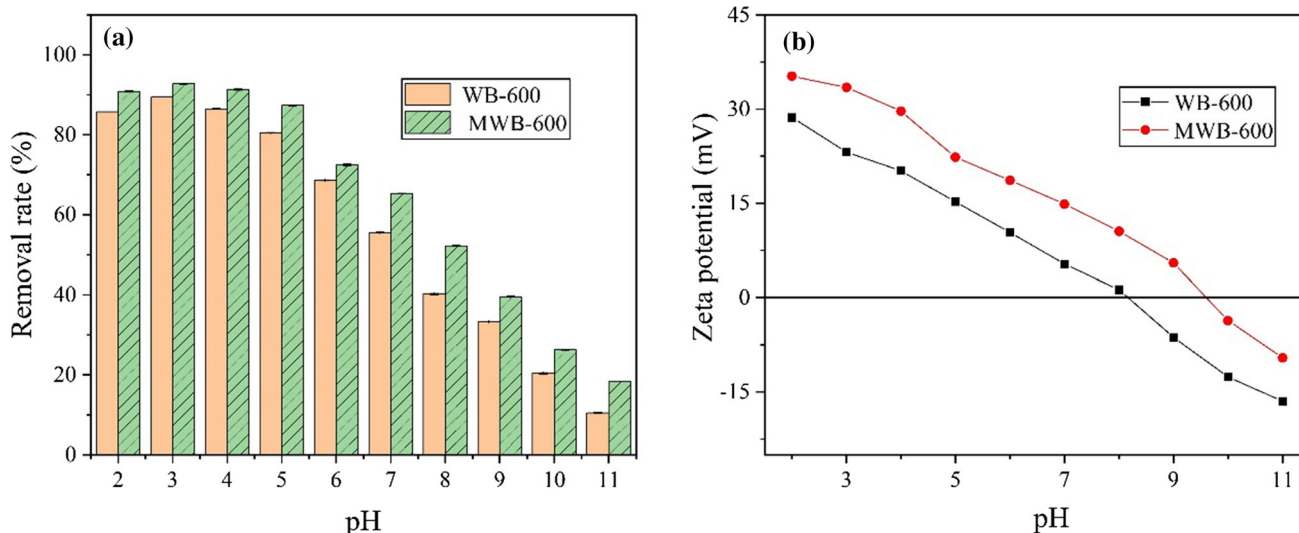 (a)
Removal rate (%)
100
80
60
40
20
0
WB-600
MWB-600
2 3 4 5 6 7 8 9 10 11
pH
(b)
Zeta potential (mV)
45
30
15
0
-15
WB-600
MWB-600
3 5 7 9 11
pH